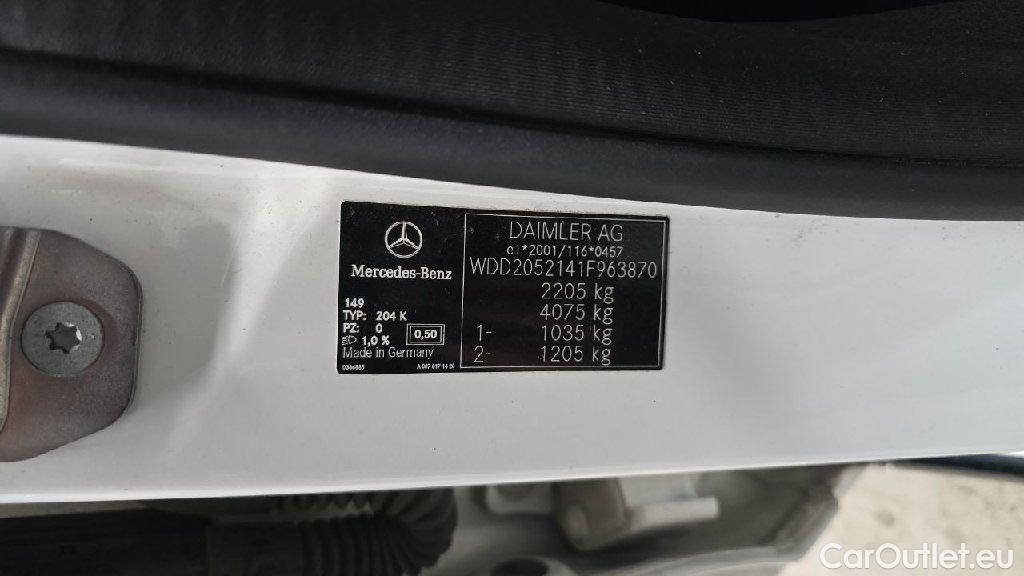 Mercedes-Benz
149
TYP: 204 K
PZ: 0
1,0 %
0,50
Made in Germany
DAIMLER AG
e1*2001/116*0457
WDD2052141F963870
2205 kg
4075 kg
1- 1035 kg
2- 1205 kg
CarOutlet.eu